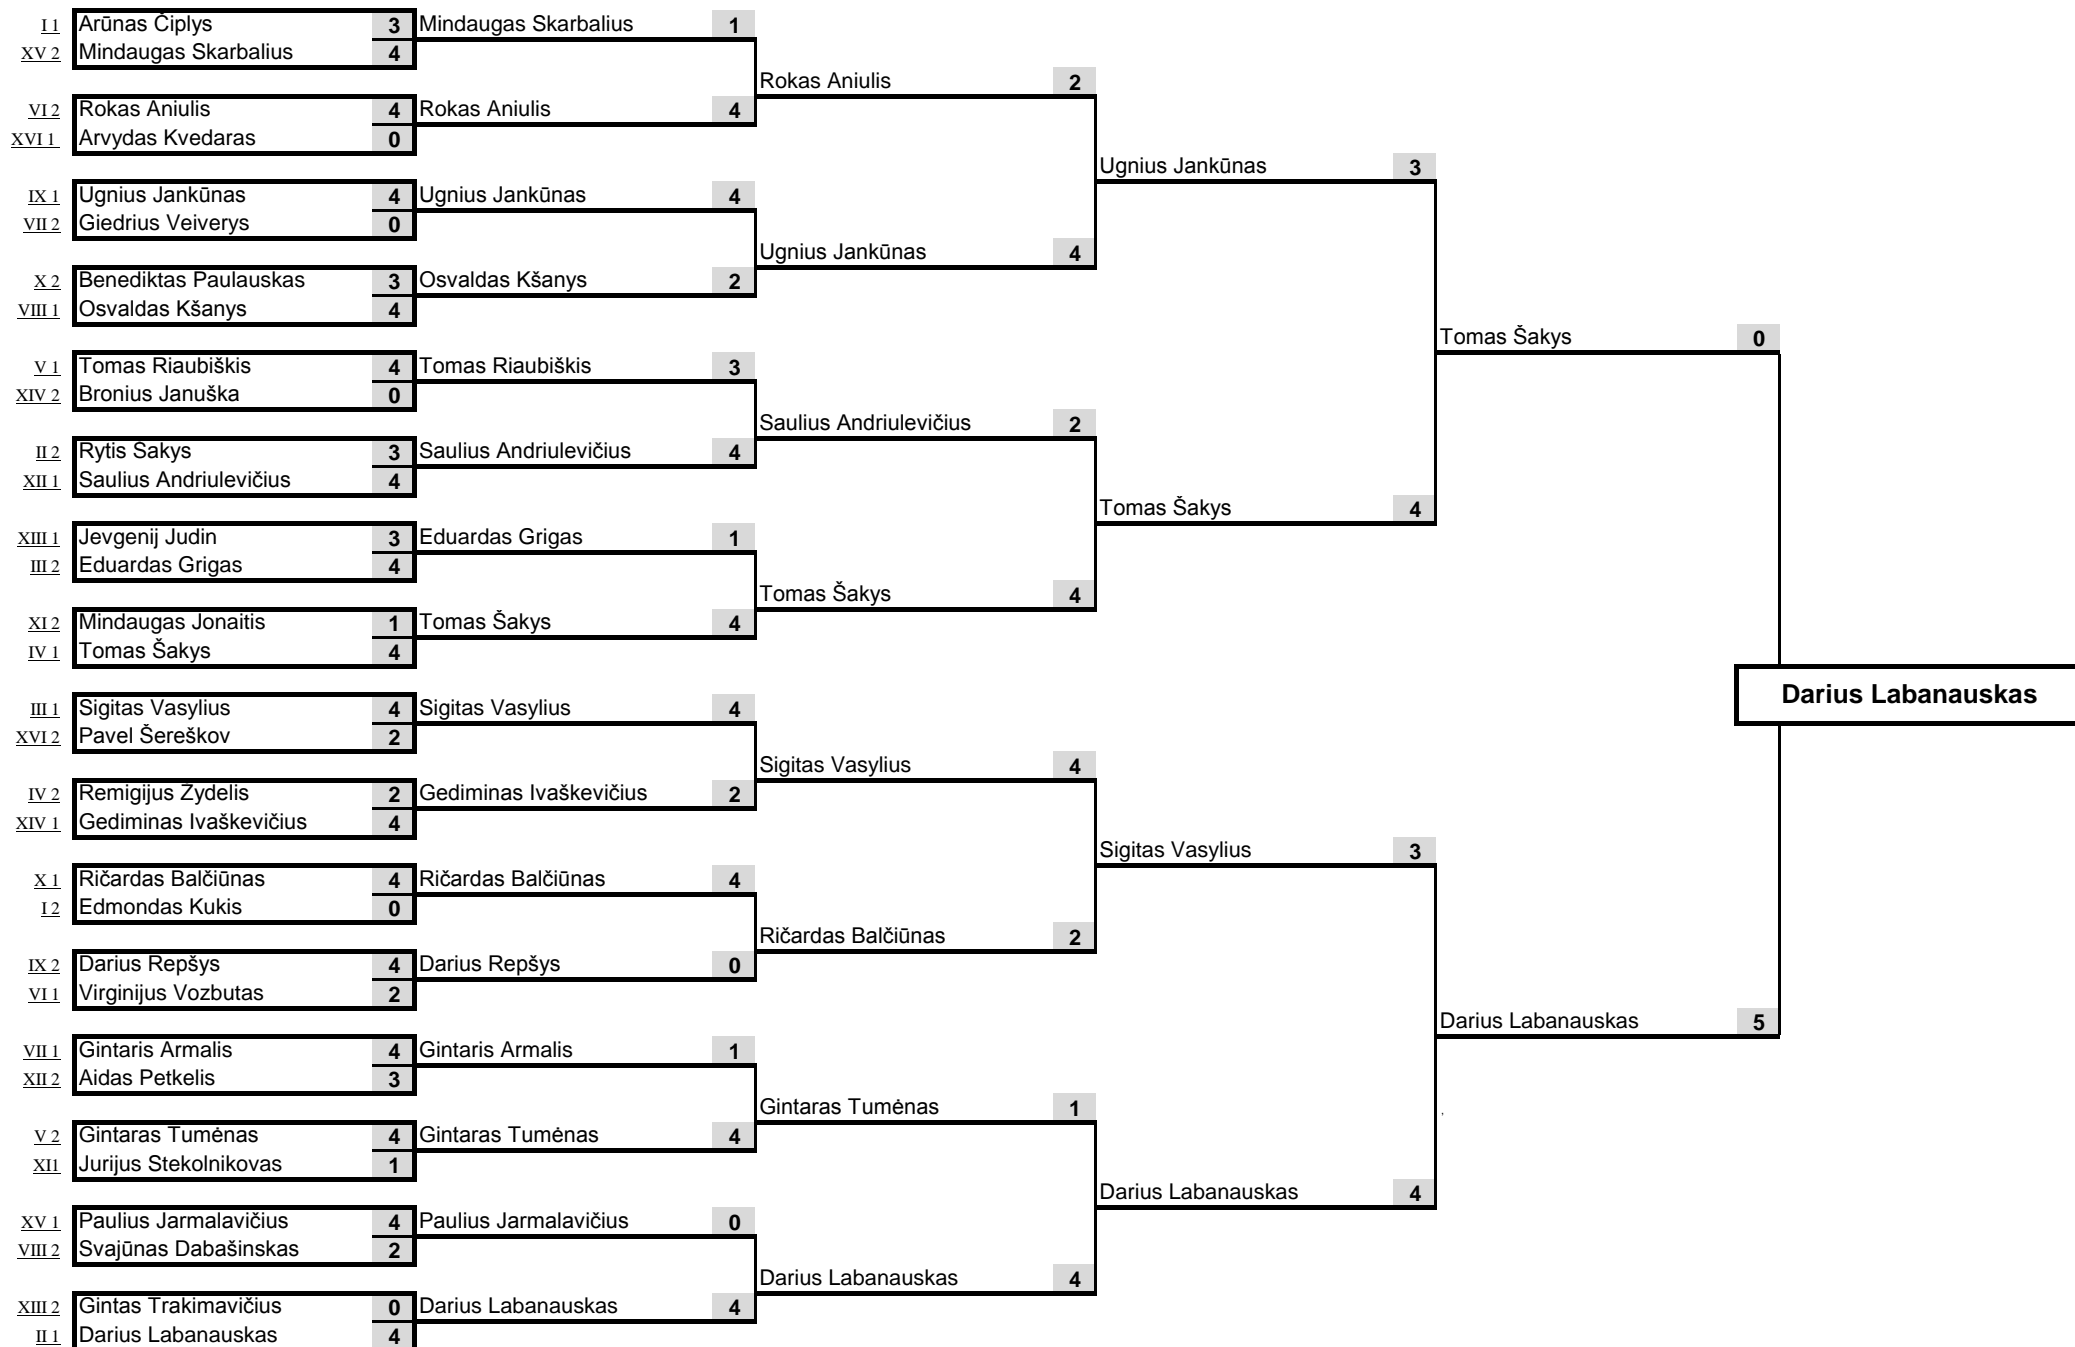 I 1 Arūnas Čiplys 3 Mindaugas Skarbalius 1
XV 2 Mindaugas Skarbalius 4
Rokas Aniulis 2
VI 2 Rokas Aniulis 4 Rokas Aniulis 4
XVI 1 Arvydas Kvedaras 0
Ugnius Jankūnas 3
IX 1 Ugnius Jankūnas 4 Ugnius Jankūnas 4
VII 2 Giedrius Veiverys 0
Ugnius Jankūnas 4
X 2 Benediktas Paulauskas 3 Osvaldas Kšanys 2
VIII 1 Osvaldas Kšanys 4
Tomas Šakys 0
V 1 Tomas Riaubiškis 4 Tomas Riaubiškis 3
XIV 2 Bronius Januška 0
Saulius Andriulevičius 2
II 2 Rytis Šakys 3 Saulius Andriulevičius 4
XII 1 Saulius Andriulevičius 4
Tomas Šakys 4
XIII 1 Jevgenij Judin 3 Eduardas Grigas 1
III 2 Eduardas Grigas 4
Tomas Šakys 4
XI 2 Mindaugas Jonaitis 1 Tomas Šakys 4
IV 1 Tomas Šakys 4
Darius Labanauskas
III 1 Sigitas Vasylius 4 Sigitas Vasylius 4
XVI 2 Pavel Šereškov 2
Sigitas Vasylius 4
IV 2 Remigijus Žydelis 2 Gediminas Ivaškevičius 2
XIV 1 Gediminas Ivaškevičius 4
Sigitas Vasylius 3
X 1 Ričardas Balčiūnas 4 Ričardas Balčiūnas 4
I 2 Edmondas Kukis 0
Ričardas Balčiūnas 2
IX 2 Darius Repšys 4 Darius Repšys 0
VI 1 Virginijus Vozbutas 2
Darius Labanauskas 5
VII 1 Gintaris Armalis 4 Gintaris Armalis 1
XII 2 Aidas Petkelis 3
Gintaras Tumėnas 1
V 2 Gintaras Tumėnas 4 Gintaras Tumėnas 4
XI1 Jurijus Stekolnikovas 1
Darius Labanauskas 4
XV 1 Paulius Jarmalavičius 4 Paulius Jarmalavičius 0
VIII 2 Svajūnas Dabašinskas 2
Darius Labanauskas 4
XIII 2 Gintas Trakimavičius 0 Darius Labanauskas 4
II 1 Darius Labanauskas 4